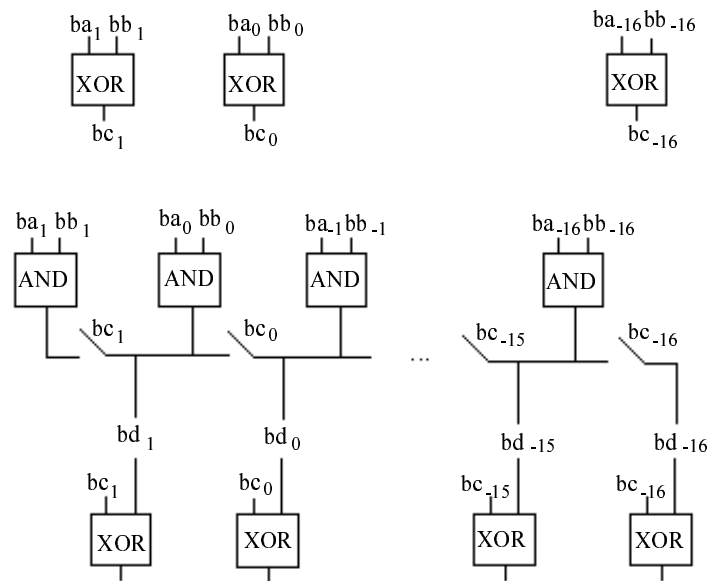 ba1 bb1 ba0 bb0 ba-16 bb-16
XOR XOR XOR
bc1 bc0 bc-16
ba1 bb1 ba0 bb0 ba-1 bb-1 ba-16 bb-16
AND AND AND AND
bc1 bc0 bc-15 bc-16
...
bd1 bd0 bd-15 bd-16
bc1 bc0 bc-15 bc-16
XOR XOR XOR XOR